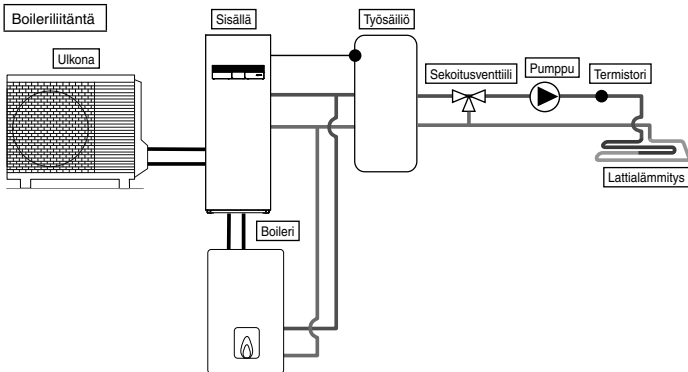 Boileriliitäntä
Sisällä
Työsäiliö
Ulkona
Sekoitusventtiili
Pumppu
Termistori
Lattialämmitys
Boileri